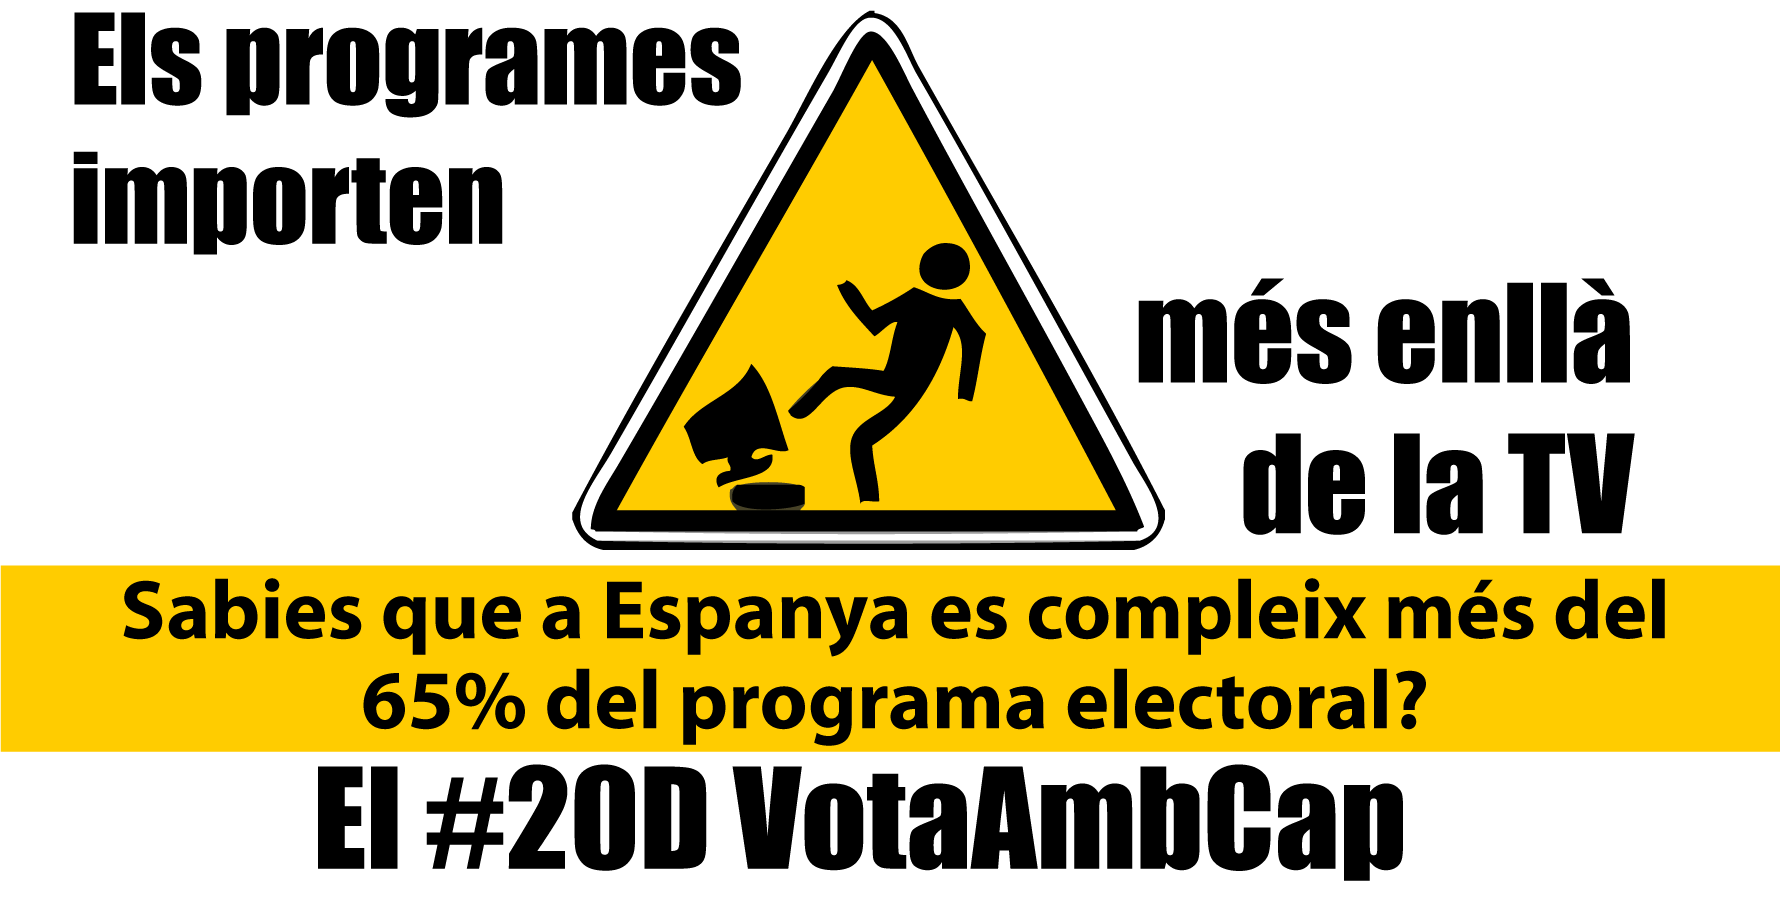 Els programes
importen
més enllà
de la TV
Sabies que a Espanya es compleix més del
65% del programa electoral?
El #20D VotaAmbCap